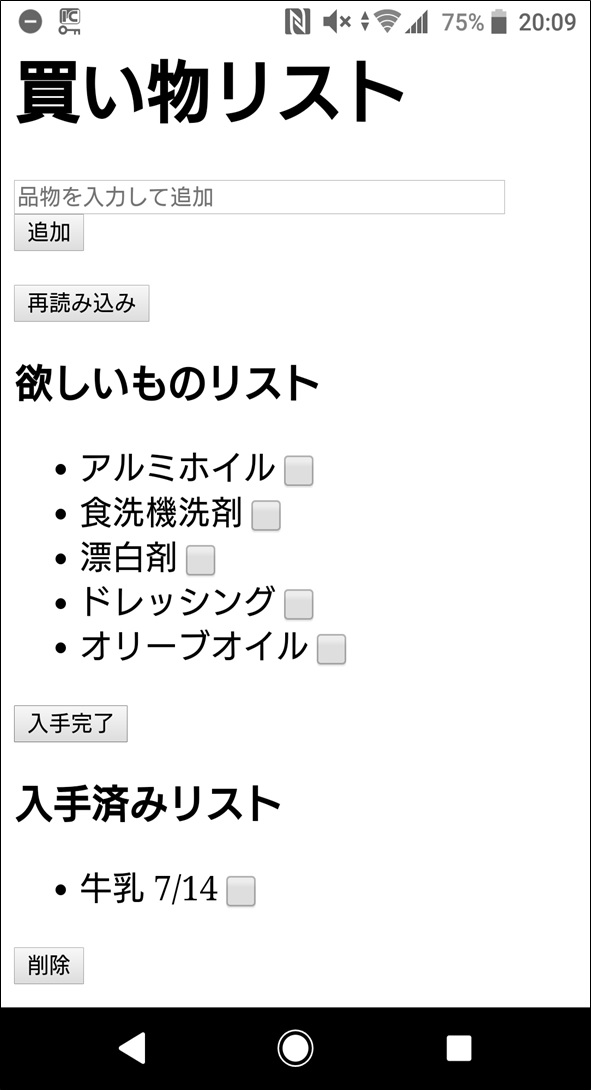 75% 20:09
買い物リスト
品物を入力して追加
追加
再読み込み
欲しいものリスト
• アルミホイル
• 食洗機洗剤
• 漂白剤
• ドレッシング
• オリーブオイル
入手完了
入手済みリスト
• 牛乳 7/14
削除